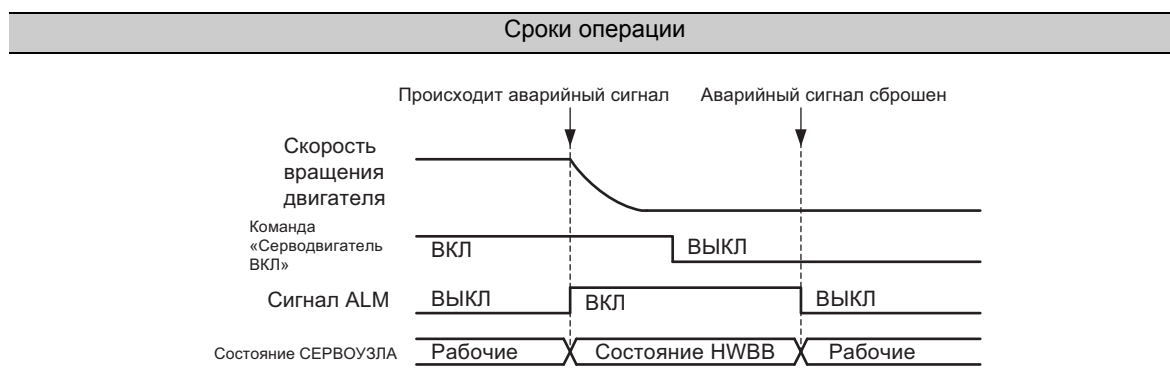 Сроки операции
Происходит аварийный сигнал Аварийный сигнал сброшен
Скорость
вращения
двигателя
Команда
«Серводвигатель
ВКЛ»
ВКЛ ВЫКЛ
Сигнал ALM ВЫКЛ ВКЛ ВЫКЛ
Состояние СЕРВОУЗЛА Рабочие Состояние HWBB Рабочие